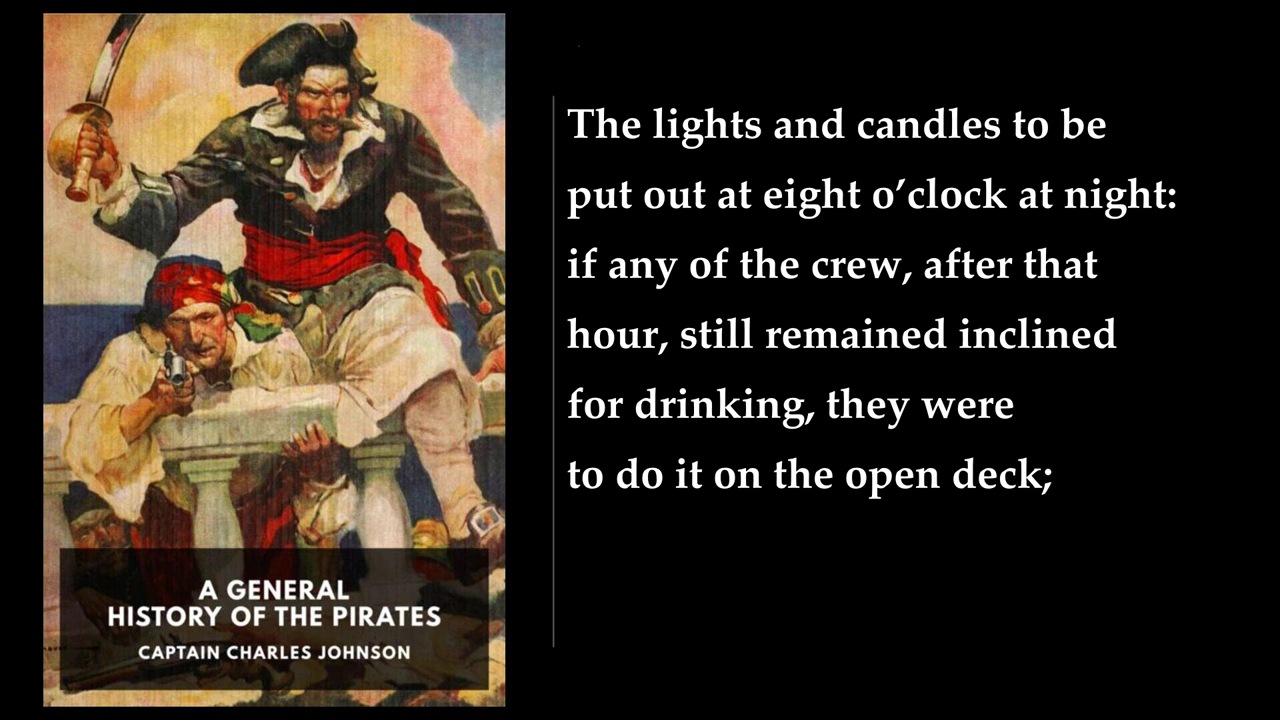 A GENERAL
HISTORY OF THE PIRATES
CAPTAIN CHARLES JOHNSON
The lights and candles to be
put out at eight o’clock at night:
if any of the crew, after that
hour, still remained inclined
for drinking, they were
to do it on the open deck;